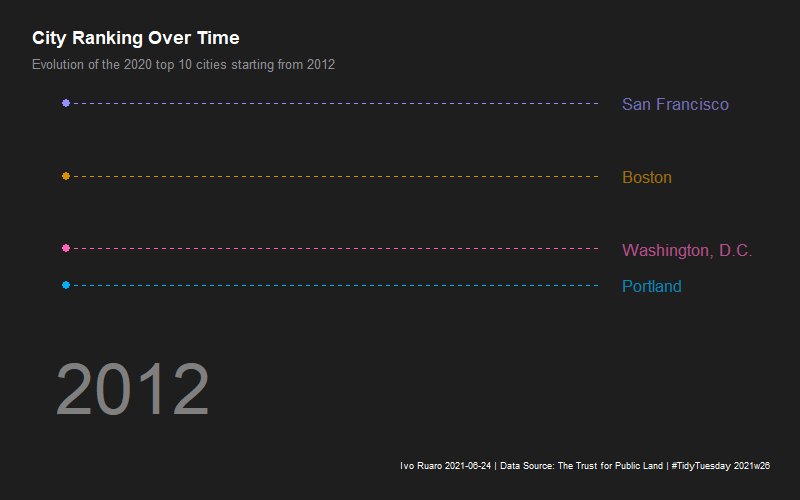 City Ranking Over Time
Evolution of the 2020 top 10 cities starting from 2012
San Francisco
Boston
Washington, D.C.
Portland
2012
Ivo Ruaro 2021-06-24 | Data Source: The Trust for Public Land | #TidyTuesday 2021w26